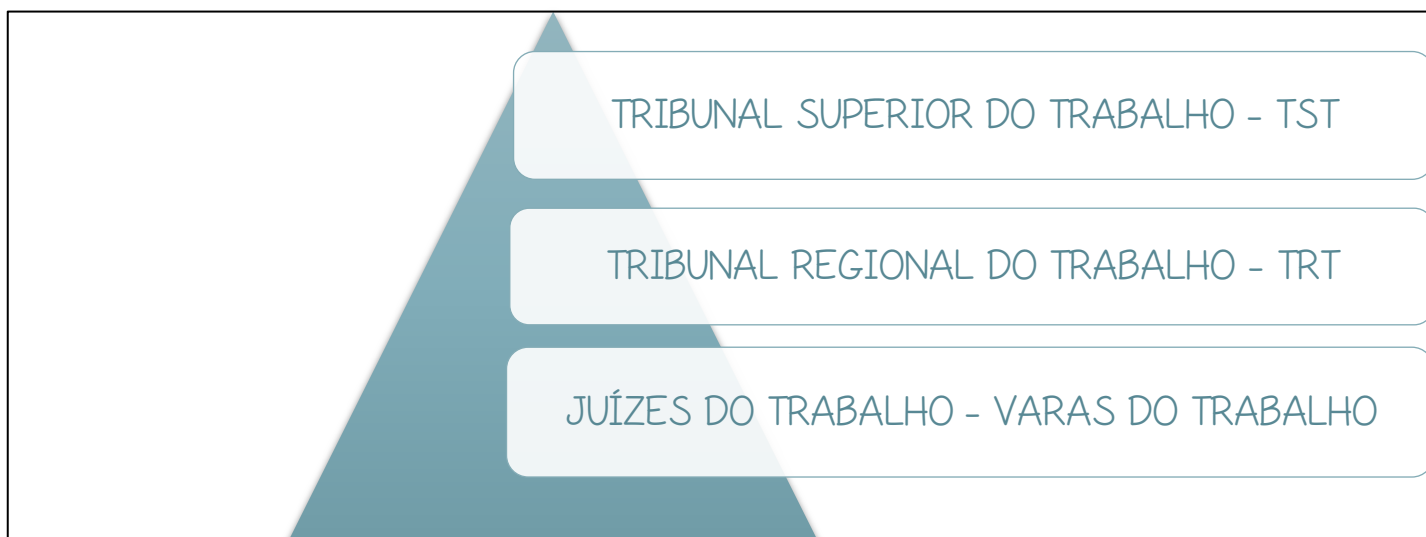 TRIBUNAL SUPERIOR DO TRABALHO - TST
TRIBUNAL REGIONAL DO TRABALHO - TRT
JUÍZES DO TRABALHO - VARAS DO TRABALHO